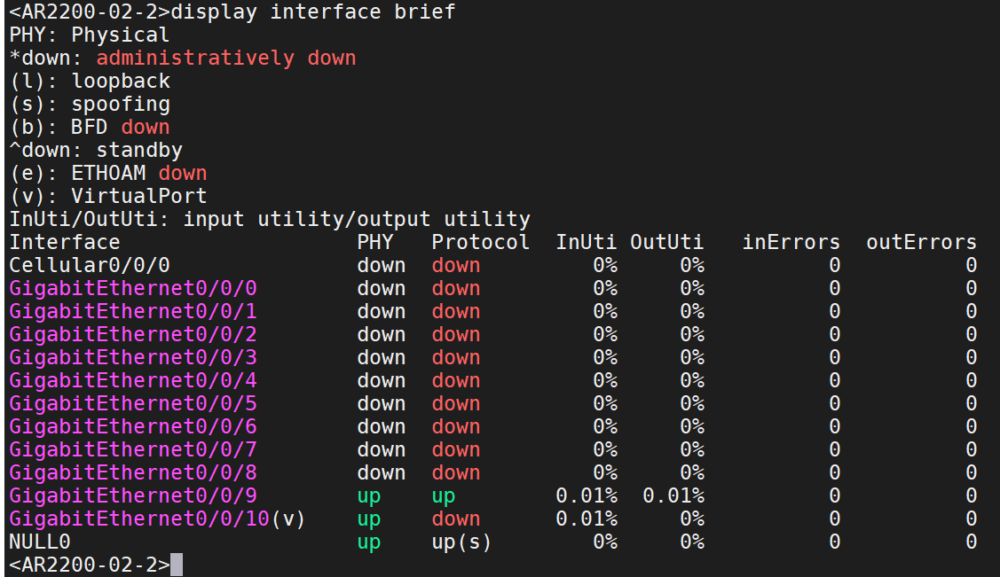 <AR2200-02-2>display interface brief
PHY: Physical
*down: administratively down
(l): loopback
(s): spoofing
(b): BFD down
^down: standby
(e): ETHOAM down
(v): VirtualPort
InUti/OutUti: input utility/output utility
Interface                   PHY   Protocol  InUti OutUti   inErrors  outErrors
Cellular0/0/0               down  down         0%     0%          0          0
GigabitEthernet0/0/0        down  down         0%     0%          0          0
GigabitEthernet0/0/1        down  down         0%     0%          0          0
GigabitEthernet0/0/2        down  down         0%     0%          0          0
GigabitEthernet0/0/3        down  down         0%     0%          0          0
GigabitEthernet0/0/4        down  down         0%     0%          0          0
GigabitEthernet0/0/5        down  down         0%     0%          0          0
GigabitEthernet0/0/6        down  down         0%     0%          0          0
GigabitEthernet0/0/7        down  down         0%     0%          0          0
GigabitEthernet0/0/8        down  down         0%     0%          0          0
GigabitEthernet0/0/9        up    up        0.01%  0.01%          0          0
GigabitEthernet0/0/10(v)    up    down      0.01%     0%          0          0
NULL0                       up    up(s)        0%     0%          0          0
<AR2200-02-2>